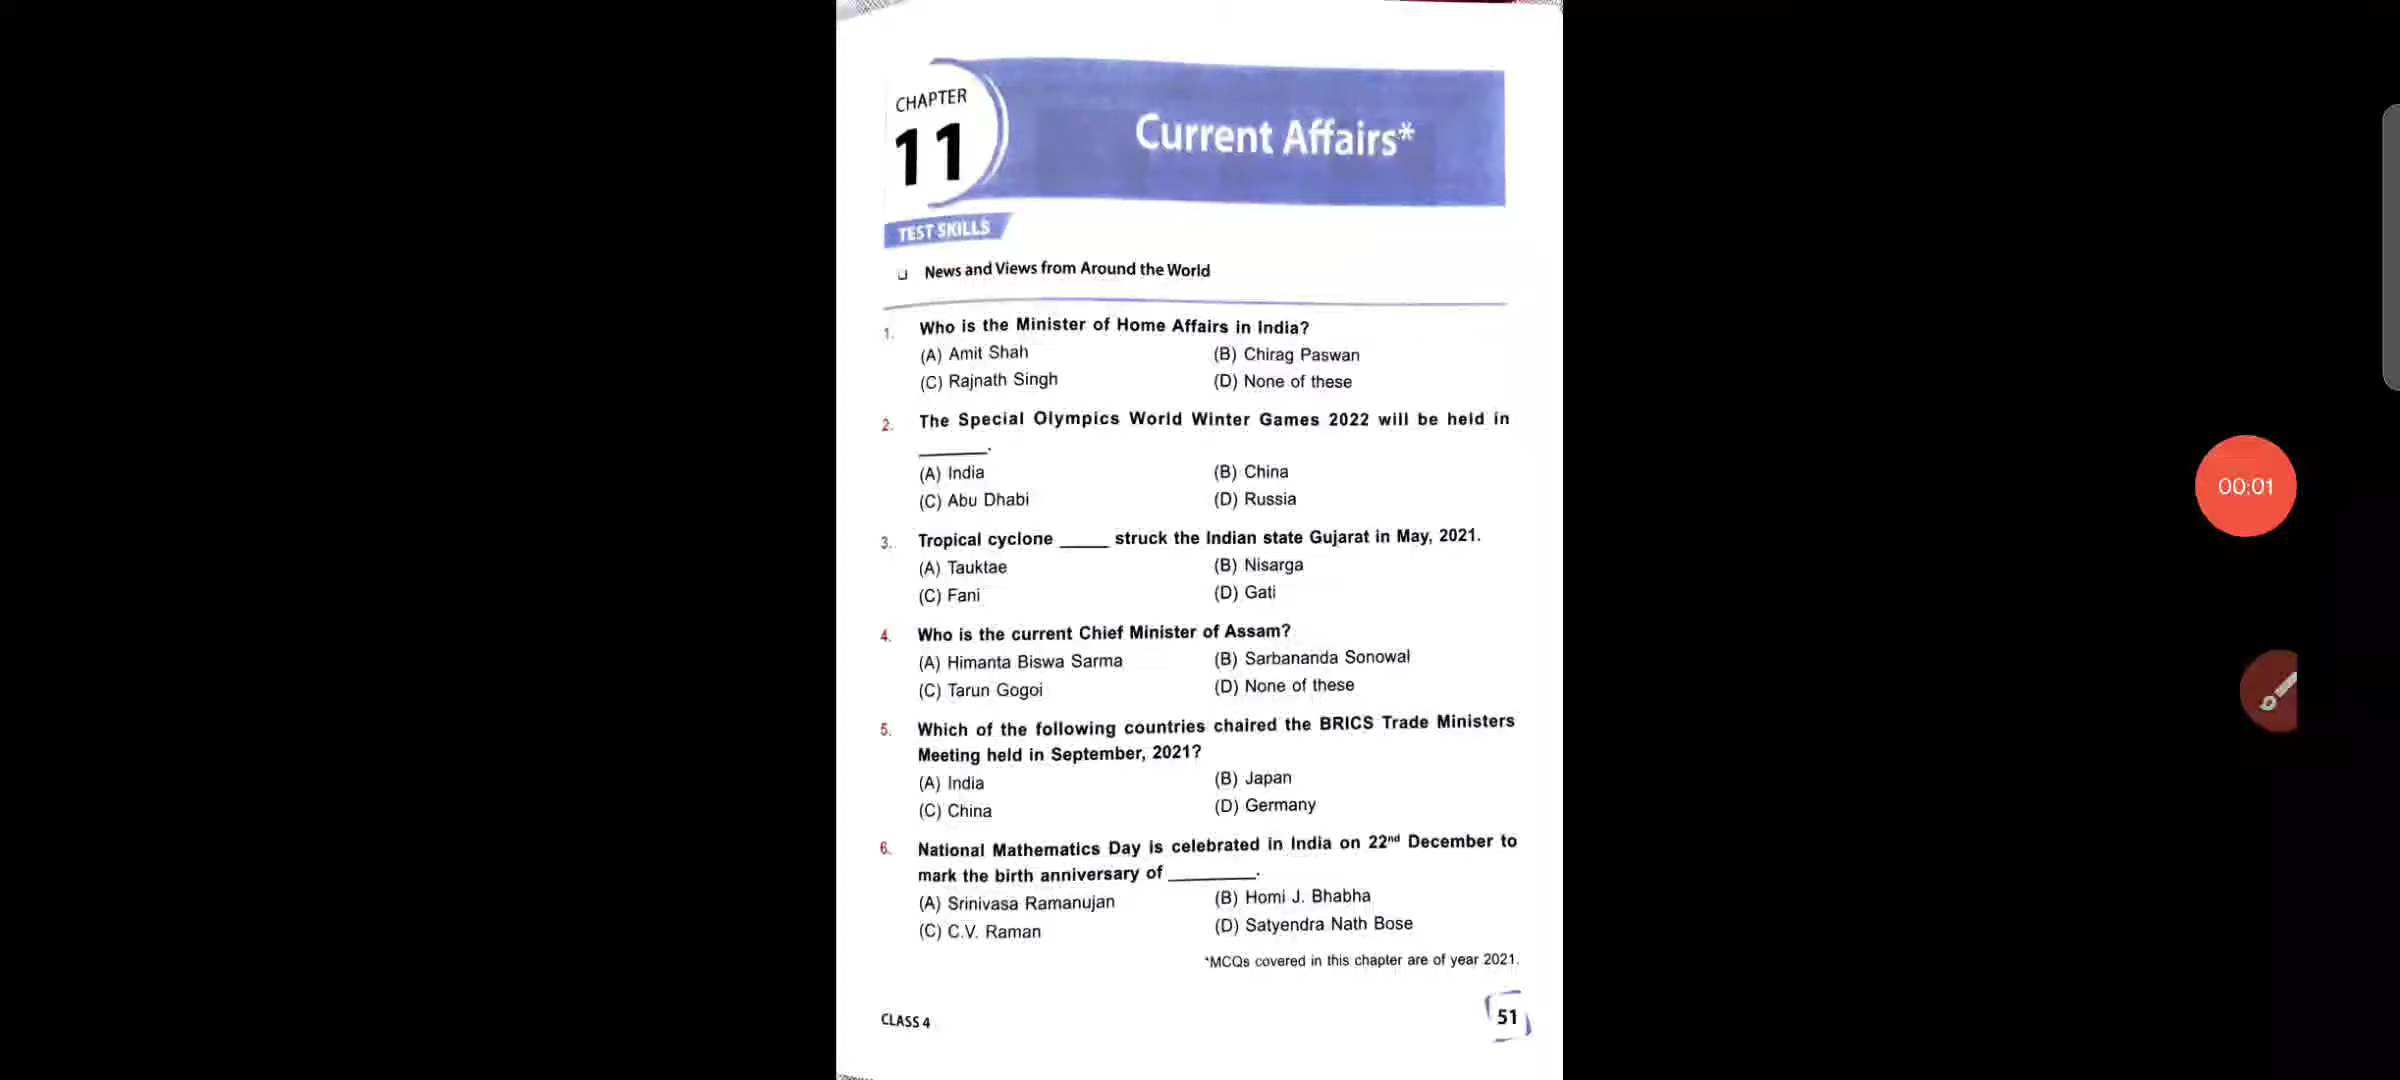 CHAPTER
11
Current Affairs*
TEST SKILLS
❑ News and Views from Around the World
1. Who is the Minister of Home Affairs in India?
(A) Amit Shah (B) Chirag Paswan
(C) Rajnath Singh (D) None of these
2. The Special Olympics World Winter Games 2022 will be held in
_______.
(A) India (B) China
(C) Abu Dhabi (D) Russia
3. Tropical cyclone _____ struck the Indian state Gujarat in May, 2021.
(A) Tauktae (B) Nisarga
(C) Fani (D) Gati
4. Who is the current Chief Minister of Assam?
(A) Himanta Biswa Sarma (B) Sarbananda Sonowal
(C) Tarun Gogoi (D) None of these
5. Which of the following countries chaired the BRICS Trade Ministers
Meeting held in September, 2021?
(A) India (B) Japan
(C) China (D) Germany
6. National Mathematics Day is celebrated in India on 22nd December to
mark the birth anniversary of _________.
(A) Srinivasa Ramanujan (B) Homi J. Bhabha
(C) C.V. Raman (D) Satyendra Nath Bose
*MCQs covered in this chapter are of year 2021.
CLASS 4
51
00:01